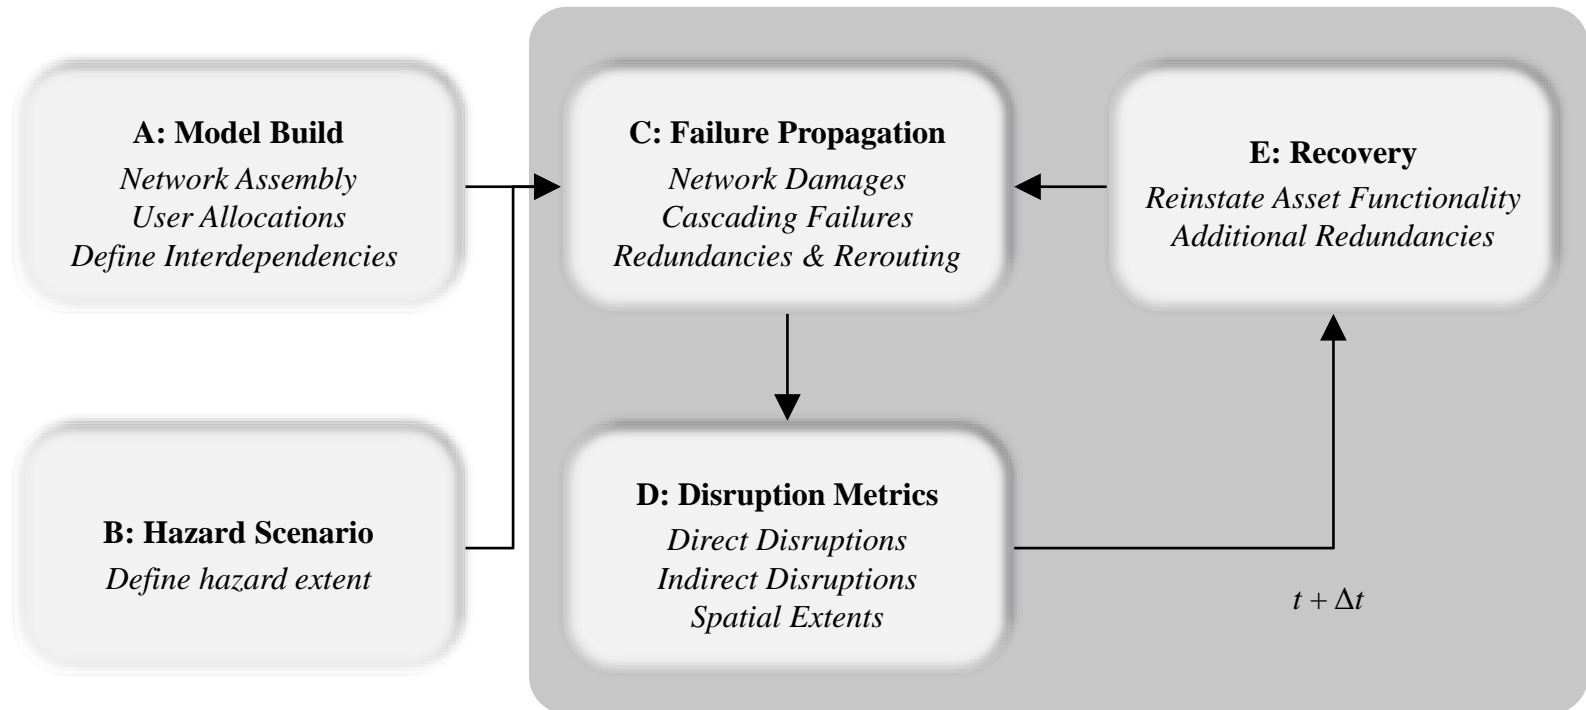 A: Model Build
Network Assembly
User Allocations
Define Interdependencies
B: Hazard Scenario
Define hazard extent
C: Failure Propagation
Network Damages
Cascading Failures
Redundancies & Rerouting
D: Disruption Metrics
Direct Disruptions
Indirect Disruptions
Spatial Extents
E: Recovery
Reinstate Asset Functionality
Additional Redundancies
t + Δt